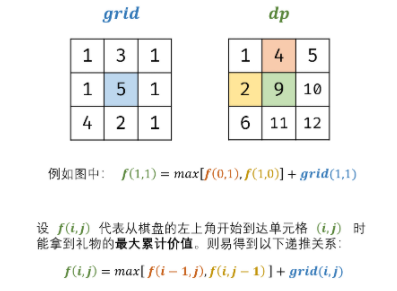 grid dp
1 3 1 1 4 5
1 5 1 2 9 10
4 2 1 6 11 12
例如图中： f(1,1) = max[f(0,1),f(1,0)] + grid(1,1)
设 f(i,j) 代表从棋盘的左上角开始到达单元格 (i,j) 时
能拿到礼物的最大累计价值。则易得到以下递推关系：
f(i,j) = max[ f(i−1,j),f(i,j−1) ] + grid(i,j)